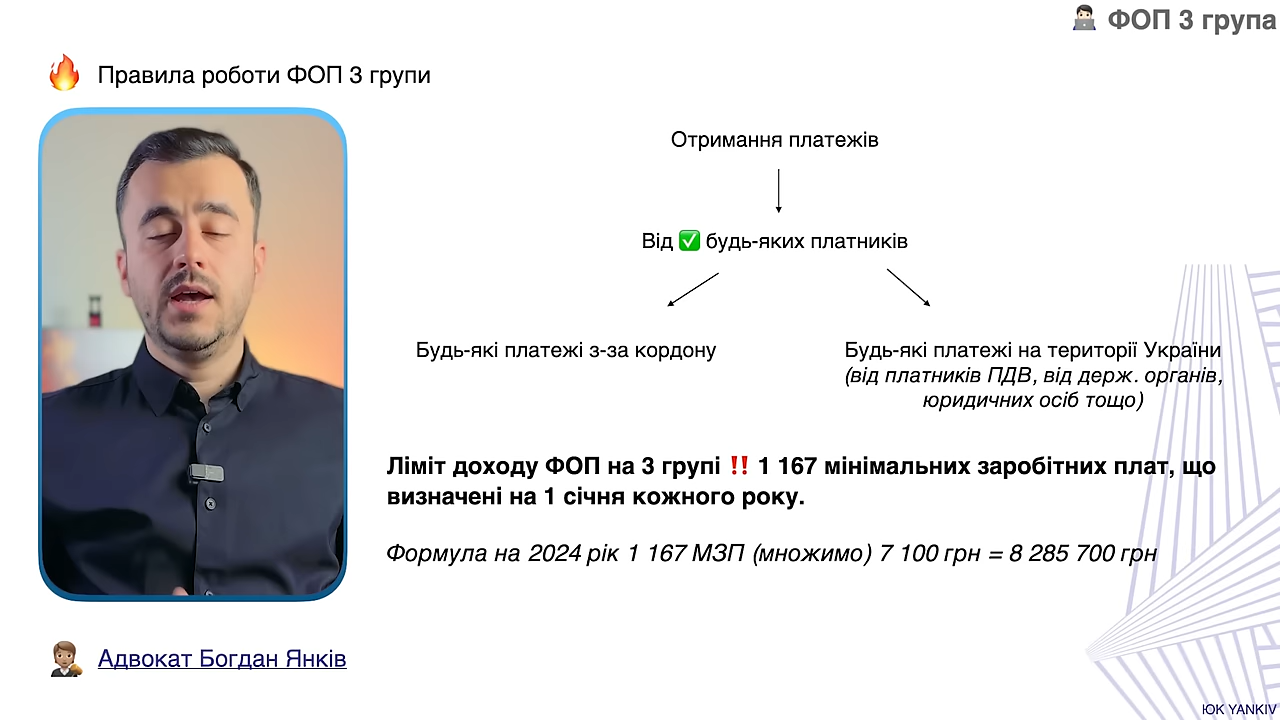 ФОП 3 група
Правила роботи ФОП 3 групи
Отримання платежів
Від ✅ будь-яких платників
Будь-які платежі з-за кордону
Будь-які платежі на території України
(від платників ПДВ, від держ. органів,
юридичних осіб тощо)
Ліміт доходу ФОП на 3 групі ‼️ 1 167 мінімальних заробітних плат, що
визначені на 1 січня кожного року.
Формула на 2024 рік 1 167 МЗП (множимо) 7 100 грн = 8 285 700 грн
Адвокат Богдан Янків
ЮК YANKIV